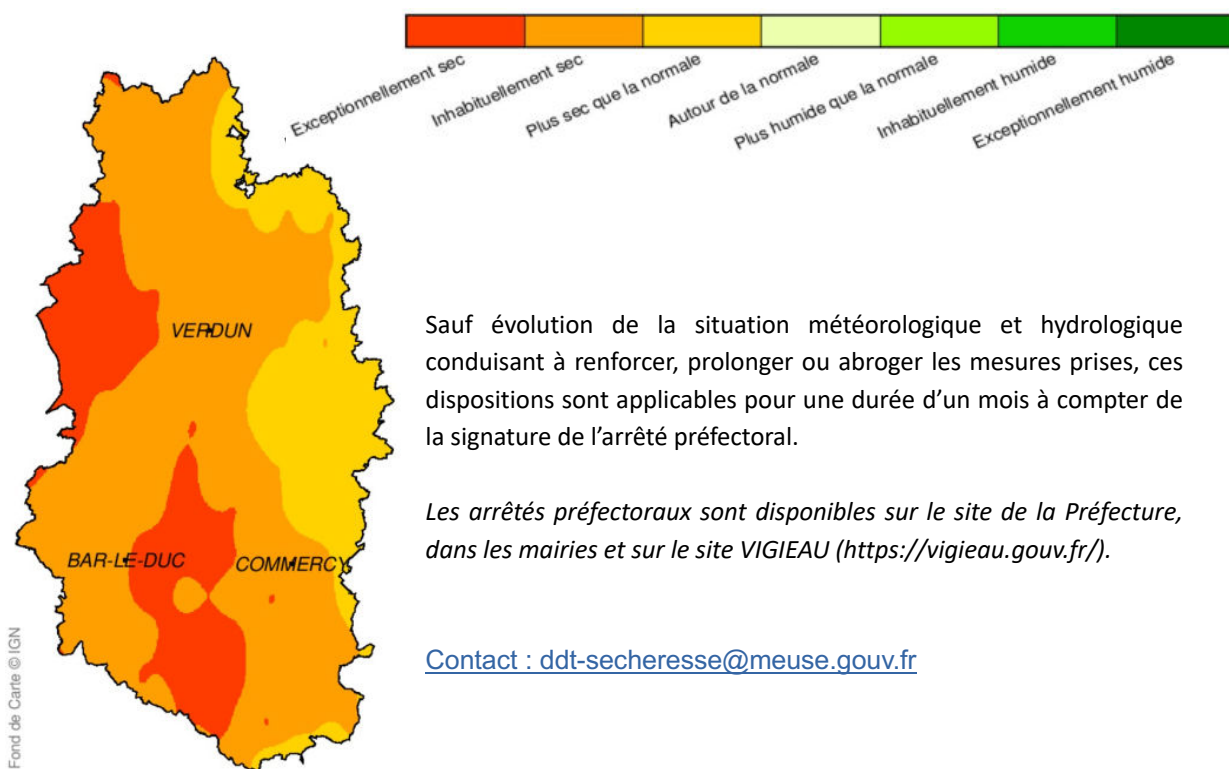 Exceptionnellement sec
Inhabituellement sec
Plus sec que la normale
Autour de la normale
Plus humide que la normale
Inhabituellement humide
Exceptionnellement humide
VERDUN
BAR-LE-DUC
COMMERCY
Fond de Carte © IGN
Sauf évolution de la situation météorologique et hydrologique
conduisant à renforcer, prolonger ou abroger les mesures prises, ces
dispositions sont applicables pour une durée d’un mois à compter de
la signature de l’arrêté préfectoral.
Les arrêtés préfectoraux sont disponibles sur le site de la Préfecture,
dans les mairies et sur le site VIGIEAU (https://vigieau.gouv.fr/).
Contact : ddt-secheresse@meuse.gouv.fr